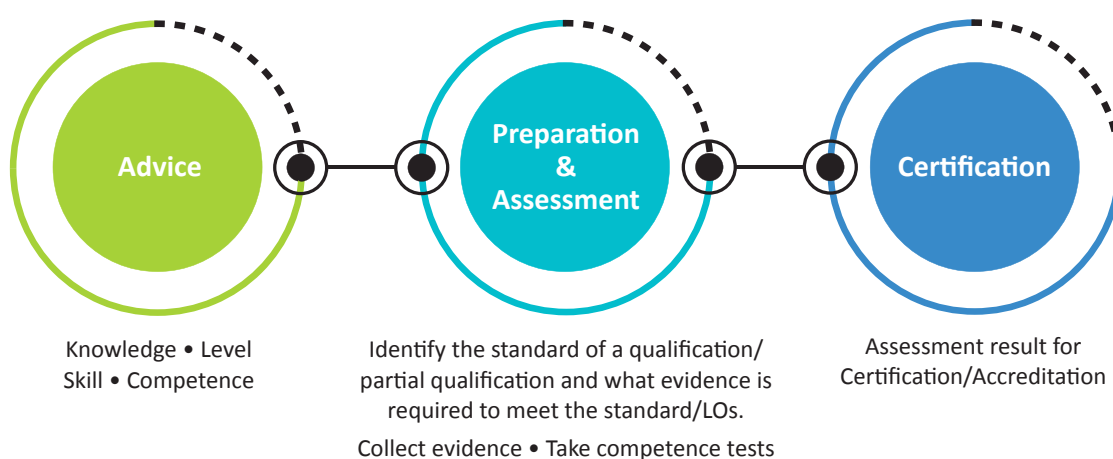 Advice
Knowledge • Level
Skill • Competence
Preparation
&
Assessment
Identify the standard of a qualification/
partial qualification and what evidence is
required to meet the standard/LOs.
Collect evidence • Take competence tests
Certification
Assessment result for
Certification/Accreditation